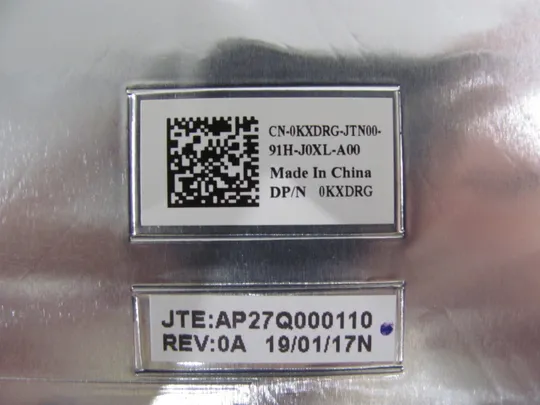 CN-0KXDRG-JTN00-
91H-J0XL-A00
Made In China
DP/N 0KXDRG
JTE:AP27Q000110
REV:0A 19/01/17N